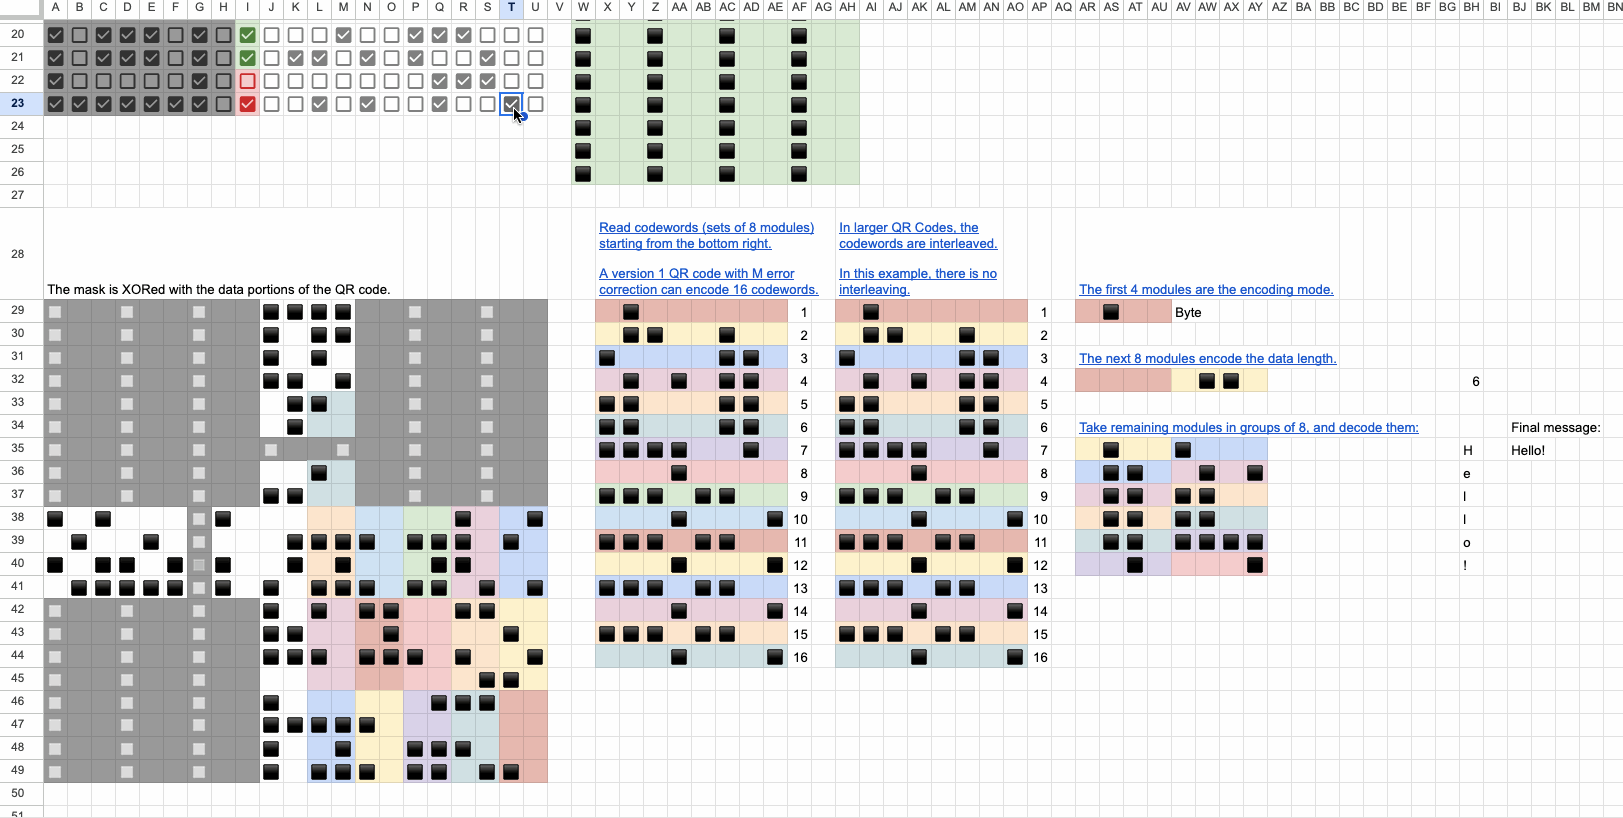 A B C D E F G H I J K L M N O P Q R S T U V W X Y Z AA AB AC AD AE AF AG AH AI AJ AK AL AM AN AO AP AQ AR AS AT AU AV AW AX AY AZ BA BB BC BD BE BF BG BH BI BJ BK BL BM BN
20
21
22
23
24
25
26
27
28
The mask is XORed with the data portions of the QR code.
Read codewords (sets of 8 modules)
starting from the bottom right.
A version 1 QR code with M error
correction can encode 16 codewords.
In larger QR Codes, the
codewords are interleaved.
In this example, there is no
interleaving.
The first 4 modules are the encoding mode.
29 1 1 Byte
30 2 2
31 3 3 The next 8 modules encode the data length.
32 4 4 6
33 5 5
34 6 6 Take remaining modules in groups of 8, and decode them: Final message:
35 7 7 H Hello!
36 8 8 e
37 9 9 l
38 10 10 l
39 11 11 o
40 12 12 !
41 13 13
42 14 14
43 15 15
44 16 16
45
46
47
48
49
50
51